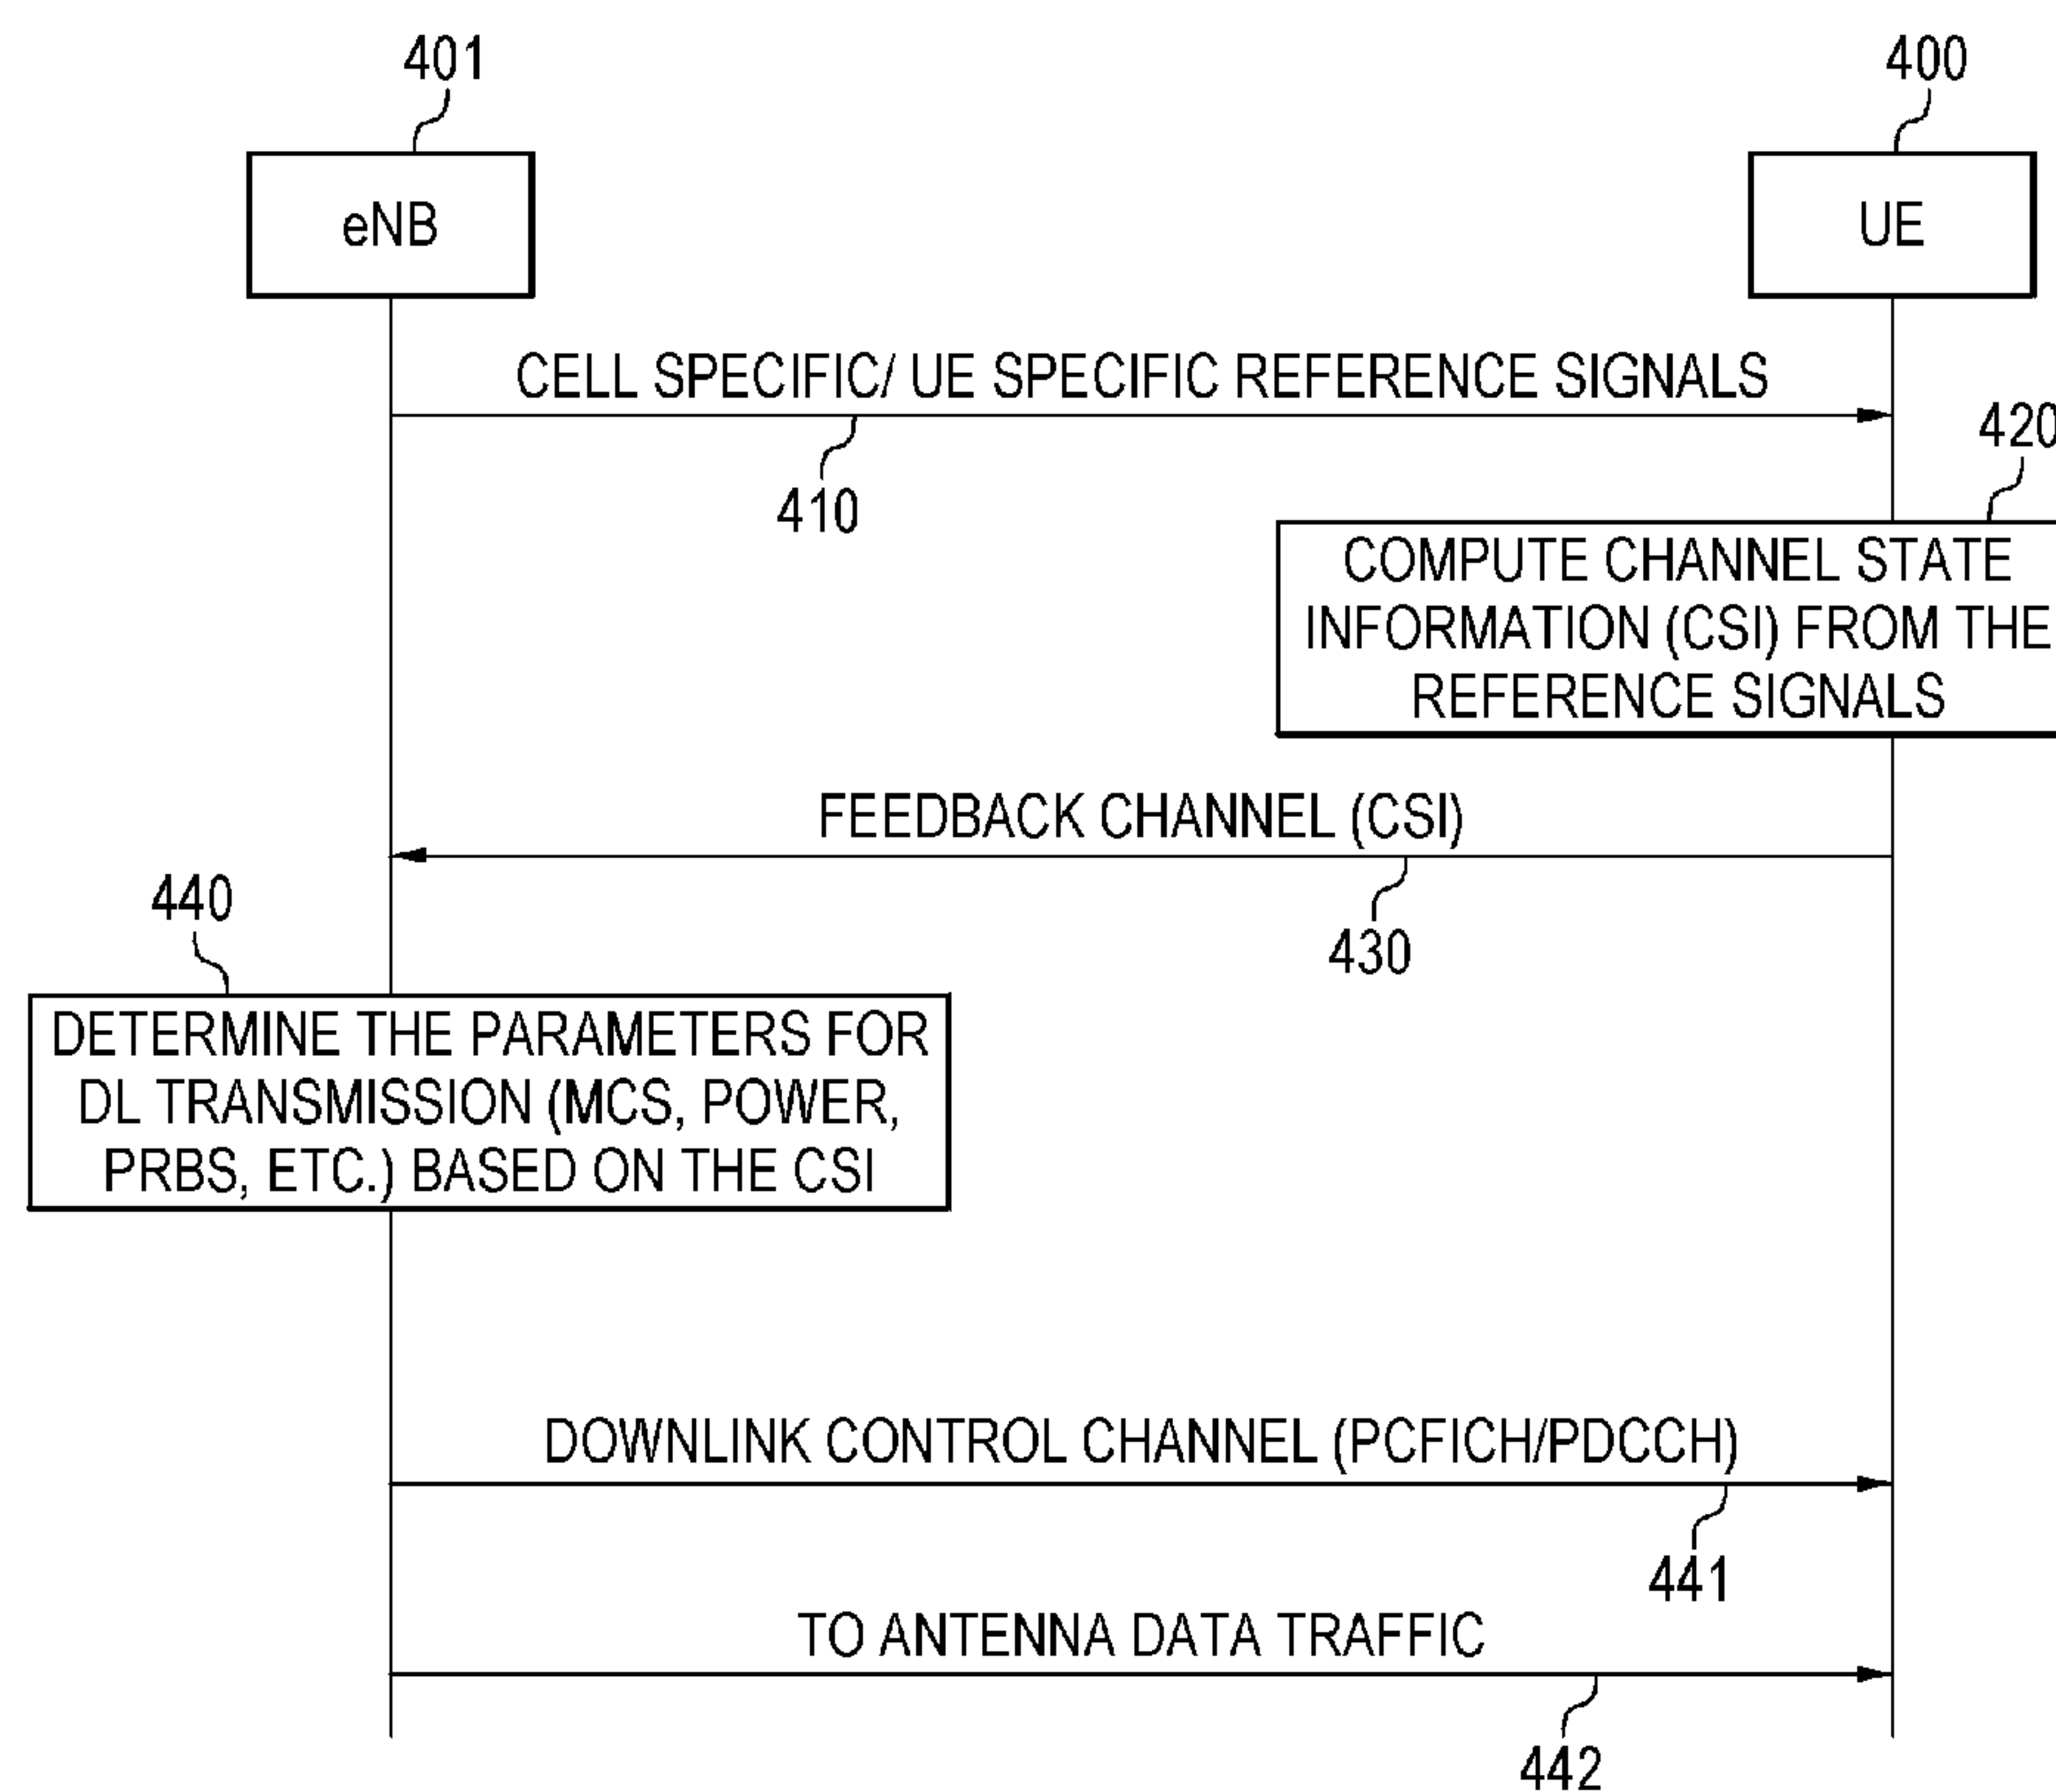 401
400
eNB
UE
CELL SPECIFIC/ UE SPECIFIC REFERENCE SIGNALS
410
420
COMPUTE CHANNEL STATE
INFORMATION (CSI) FROM THE
REFERENCE SIGNALS
FEEDBACK CHANNEL (CSI)
430
440
DETERMINE THE PARAMETERS FOR
DL TRANSMISSION (MCS, POWER,
PRBS, ETC.) BASED ON THE CSI
DOWNLINK CONTROL CHANNEL (PCFICH/PDCCH)
441
TO ANTENNA DATA TRAFFIC
442